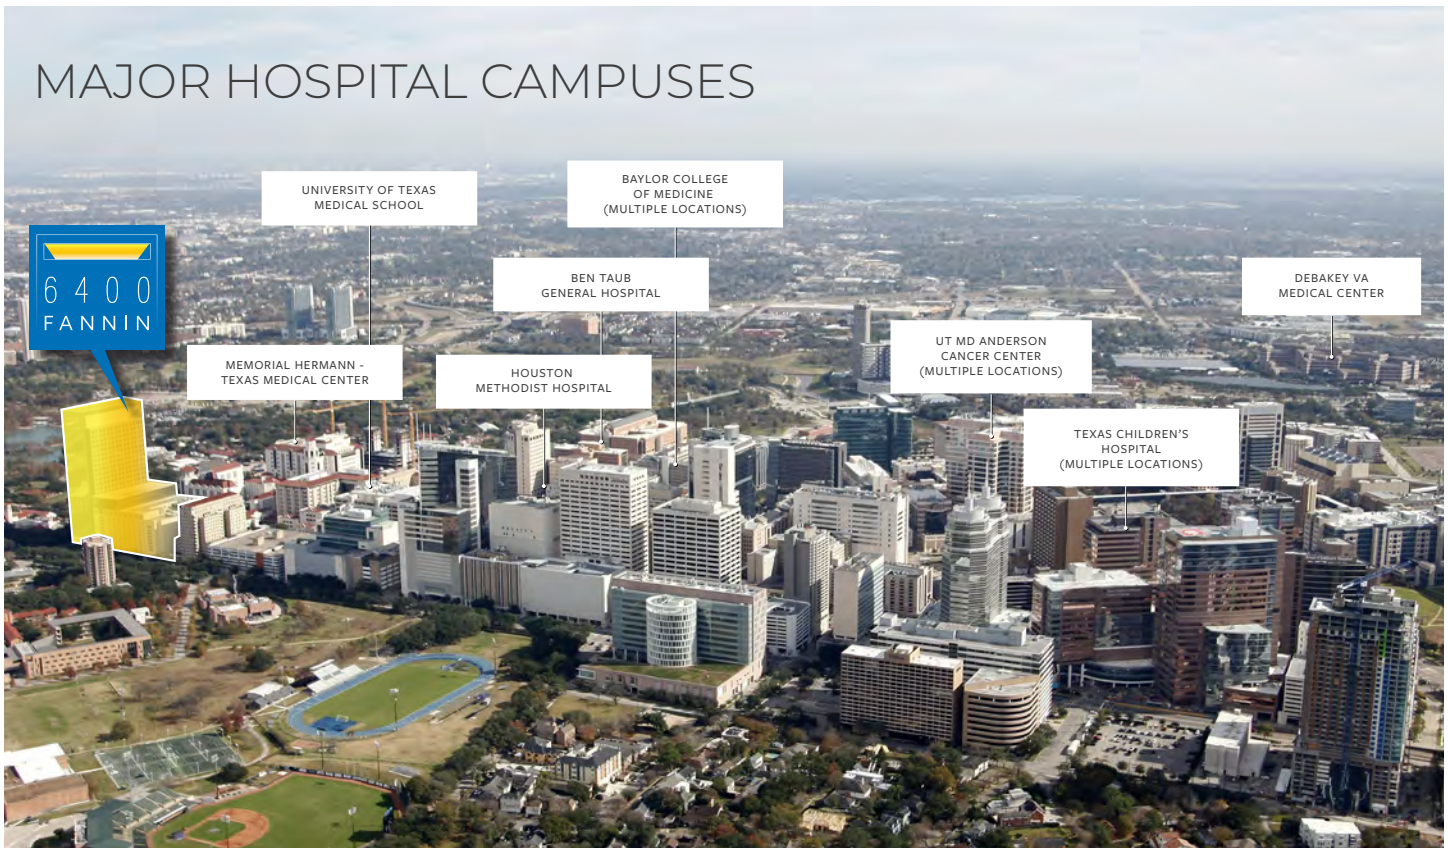 MAJOR HOSPITAL CAMPUSES
UNIVERSITY OF TEXAS
MEDICAL SCHOOL
BAYLOR COLLEGE
OF MEDICINE
(MULTIPLE LOCATIONS)
6400
FANNIN
BEN TAUB
GENERAL HOSPITAL
DEBAKEY VA
MEDICAL CENTER
MEMORIAL HERMANN -
TEXAS MEDICAL CENTER
HOUSTON
METHODIST HOSPITAL
UT MD ANDERSON
CANCER CENTER
(MULTIPLE LOCATIONS)
TEXAS CHILDREN'S
HOSPITAL
(MULTIPLE LOCATIONS)